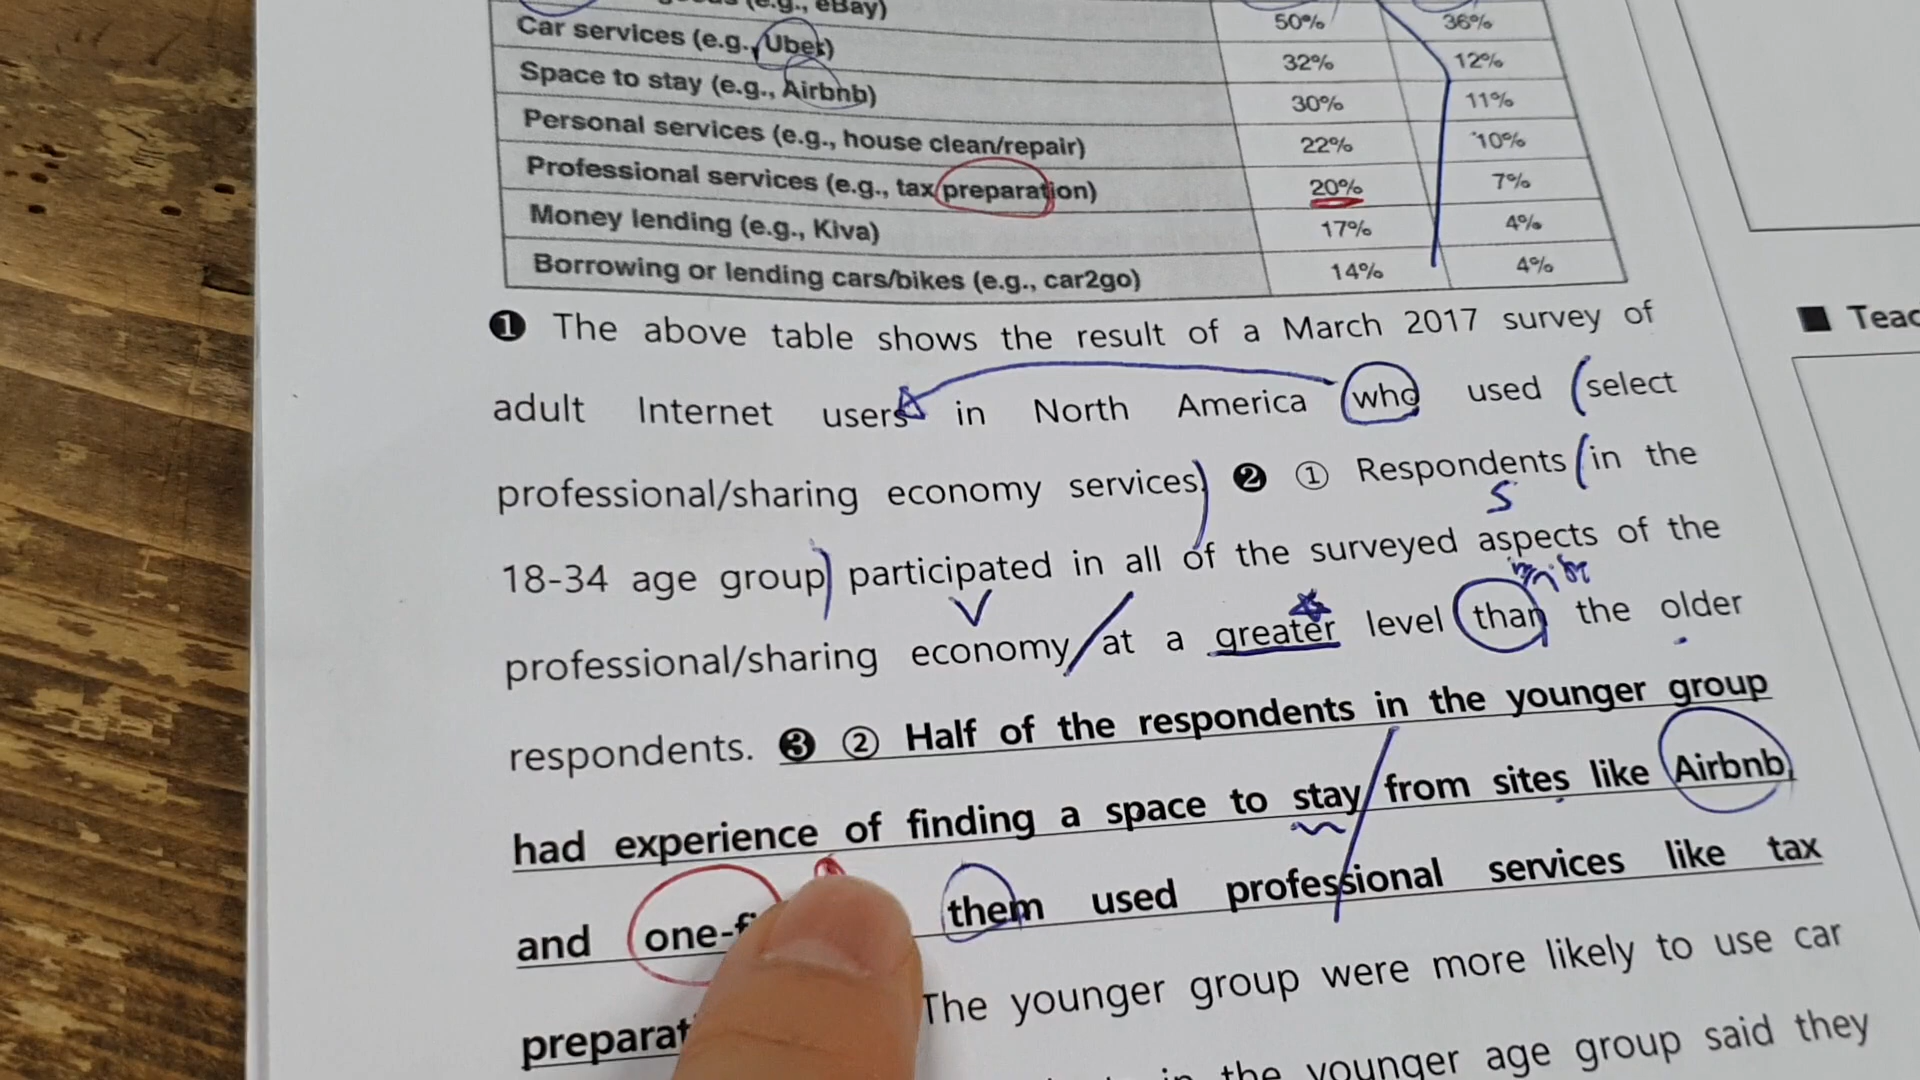 (e.g., eBay)
50% 36%
Car services (e.g., Uber) 32% 12%
Space to stay (e.g., Airbnb) 30% 11%
Personal services (e.g., house clean/repair) 22% 10%
Professional services (e.g., tax preparation) 20% 7%
Money lending (e.g., Kiva) 17% 4%
Borrowing or lending cars/bikes (e.g., car2go) 14% 4%
❶ The above table shows the result of a March 2017 survey of
adult Internet users in North America who used select
professional/sharing economy services. ❷ ① Respondents in the
S
18-34 age group participated in all of the surveyed aspects of the
V
professional/sharing economy at a greater level than the older
respondents. ❸ ② Half of the respondents in the younger group
had experience of finding a space to stay from sites like Airbnb,
and one-fi them used professional services like tax
preparat The younger group were more likely to use car
in the younger age group said they
■ Teac